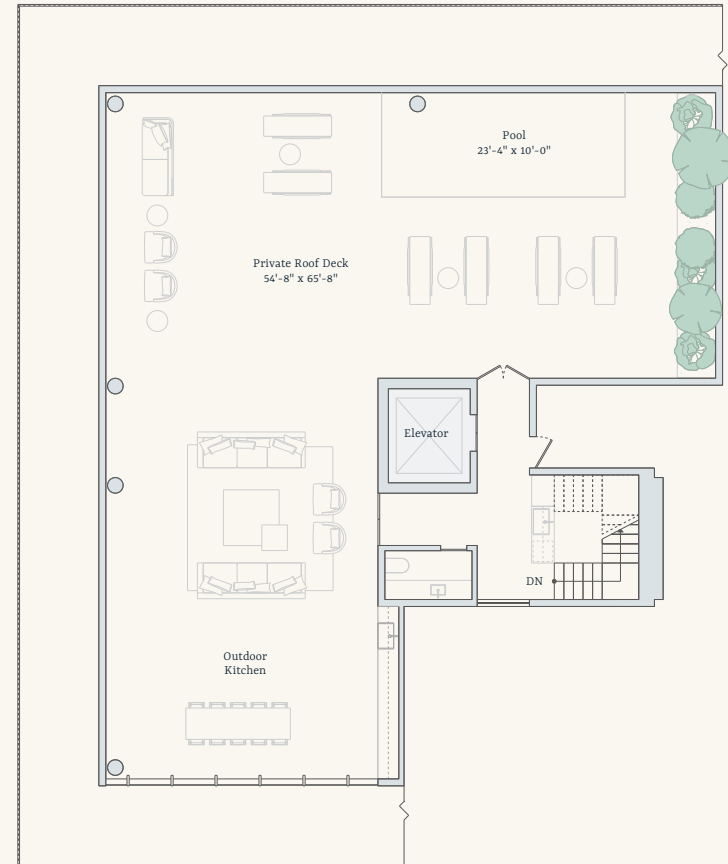 Pool
23'-4" x 10'-0"
Private Roof Deck
54'-8" x 65'-8"
Elevator
DN
Outdoor
Kitchen